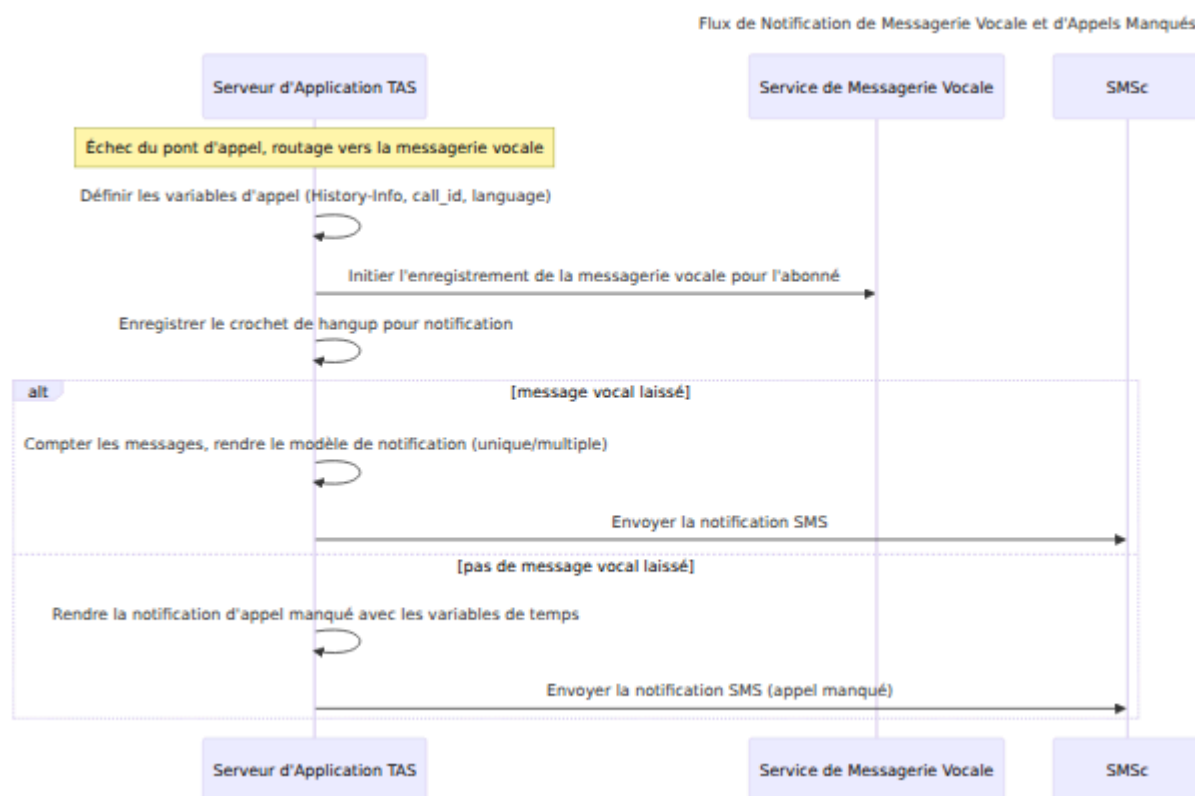 Flux de Notification de Messagerie Vocale et d'Appels Manqués
Serveur d'Application TAS
Service de Messagerie Vocale
SMSc
Échec du pont d'appel, routage vers la messagerie vocale
Définir les variables d'appel (History-Info, call_id, language)
Initier l'enregistrement de la messagerie vocale pour l'abonné
Enregistrer le crochet de hangup pour notification
alt
[message vocal laissé]
Compter les messages, rendre le modèle de notification (unique/multiple)
Envoyer la notification SMS
[pas de message vocal laissé]
Rendre la notification d'appel manqué avec les variables de temps
Envoyer la notification SMS (appel manqué)
Serveur d'Application TAS
Service de Messagerie Vocale
SMSc